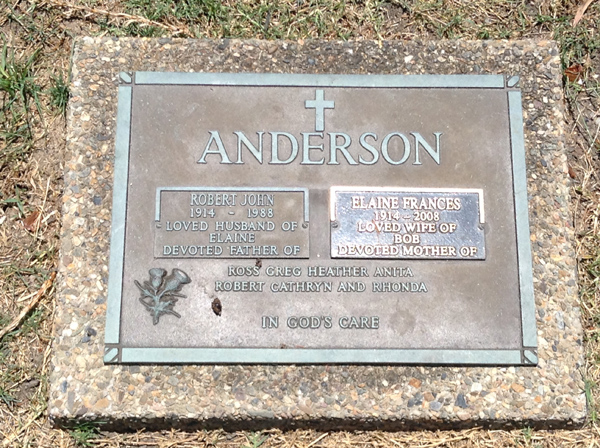 ANDERSON
ROBERT JOHN
1914 - 1988
LOVED HUSBAND OF
ELAINE
DEVOTED FATHER OF
ELAINE FRANCES
1914 - 2008
LOVED WIFE OF
BOB
DEVOTED MOTHER OF
ROSS GREG HEATHER ANITA
ROBERT CATHRYN AND RHONDA
IN GOD'S CARE